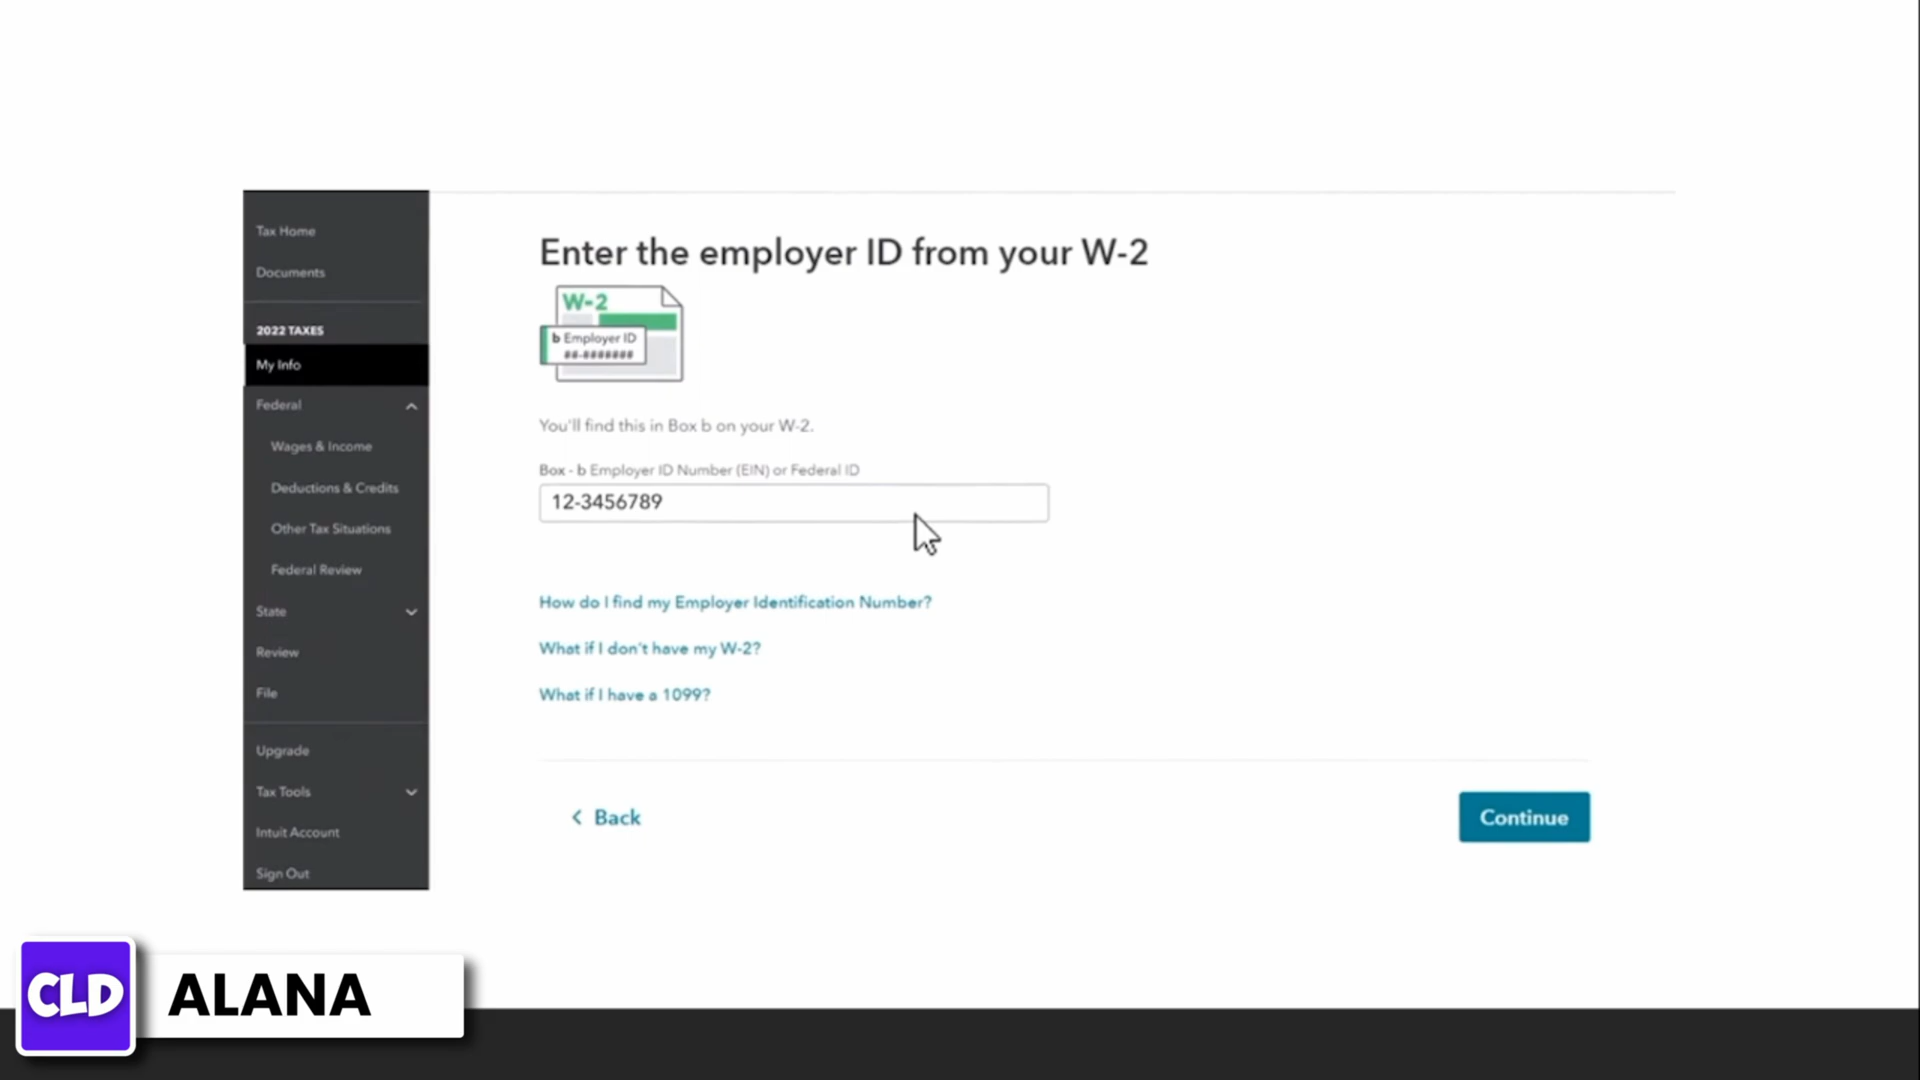 Tax Home
Documents
2022 TAXES
My Info
Federal
Wages & Income
Deductions & Credits
Other Tax Situations
Federal Review
State
Review
File
Upgrade
Tax Tools
Intuit Account
Sign Out
Enter the employer ID from your W-2
W-2
b Employer ID
##-#######
You'll find this in Box b on your W-2.
Box - b Employer ID Number (EIN) or Federal ID
12-3456789
How do I find my Employer Identification Number?
What if I don't have my W-2?
What if I have a 1099?
Back
Continue
CLD
ALANA